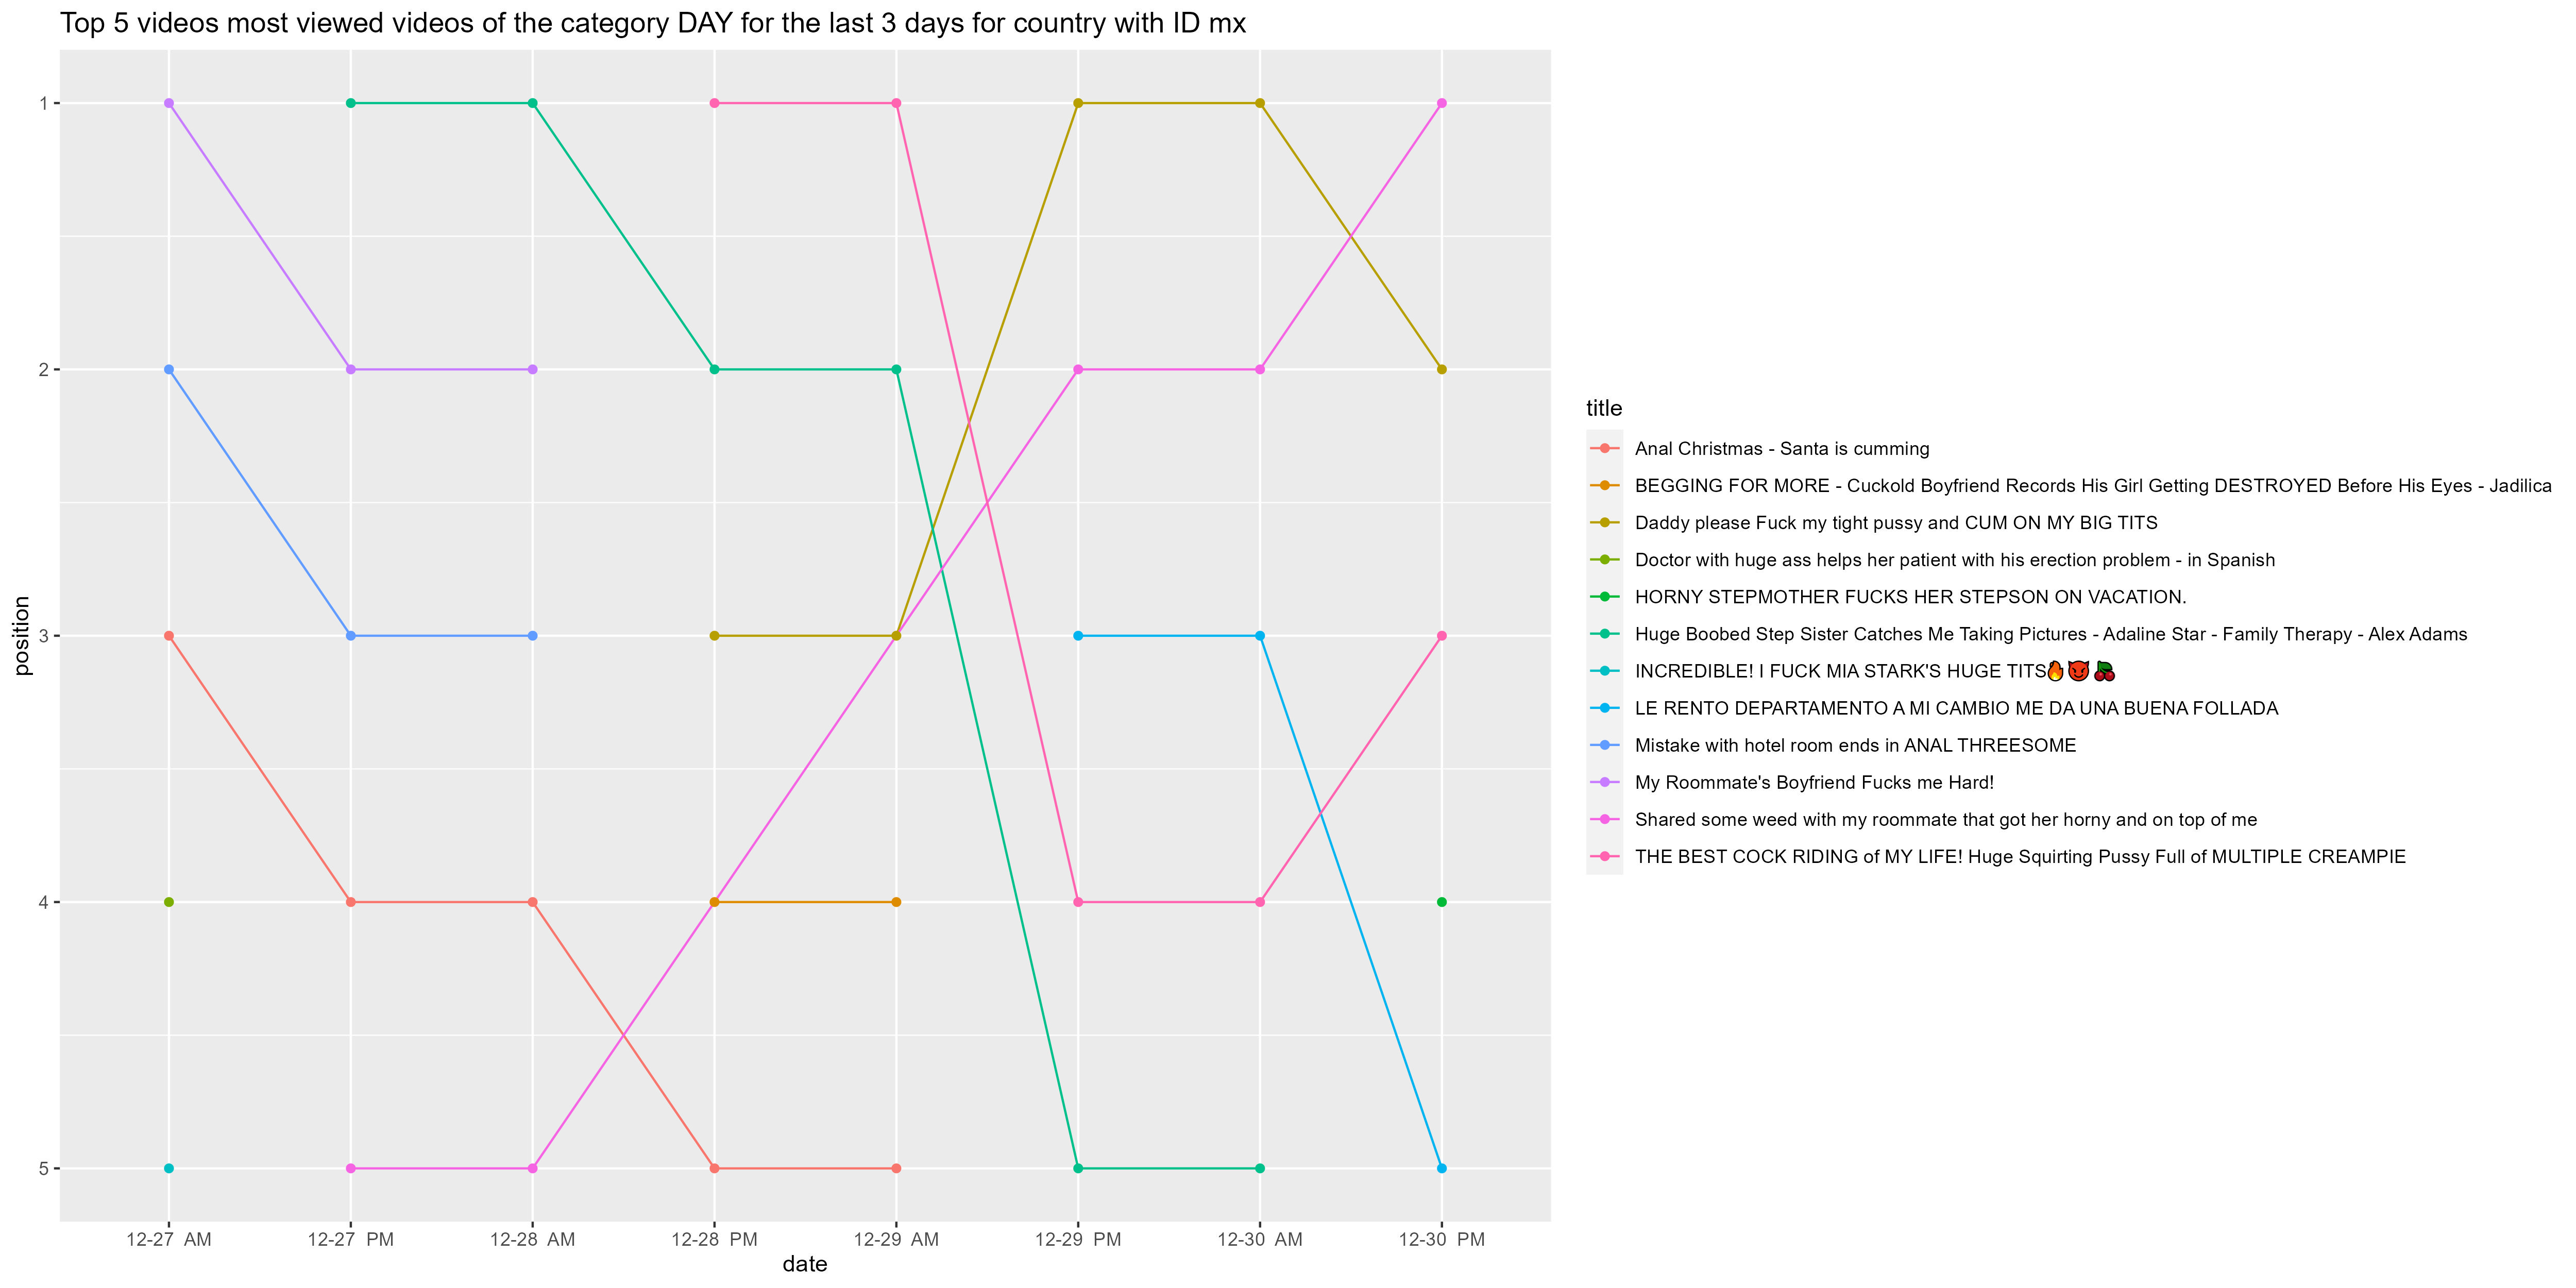 Top 5 videos most viewed videos of the category DAY for the last 3 days for country with ID mx
position
1
2
3
4
5
12-27 AM
12-27 PM
12-28 AM
12-28 PM
12-29 AM
12-29 PM
12-30 AM
12-30 PM
date
title
Anal Christmas - Santa is cumming
BEGGING FOR MORE - Cuckold Boyfriend Records His Girl Getting DESTROYED Before His Eyes - Jadilica
Daddy please Fuck my tight pussy and CUM ON MY BIG TITS
Doctor with huge ass helps her patient with his erection problem - in Spanish
HORNY STEPMOTHER FUCKS HER STEPSON ON VACATION.
Huge Boobed Step Sister Catches Me Taking Pictures - Adaline Star - Family Therapy - Alex Adams
INCREDIBLE! I FUCK MIA STARK'S HUGE TITS🔥😈🍒
LE RENTO DEPARTAMENTO A MI CAMBIO ME DA UNA BUENA FOLLADA
Mistake with hotel room ends in ANAL THREESOME
My Roommate's Boyfriend Fucks me Hard!
Shared some weed with my roommate that got her horny and on top of me
THE BEST COCK RIDING of MY LIFE! Huge Squirting Pussy Full of MULTIPLE CREAMPIE